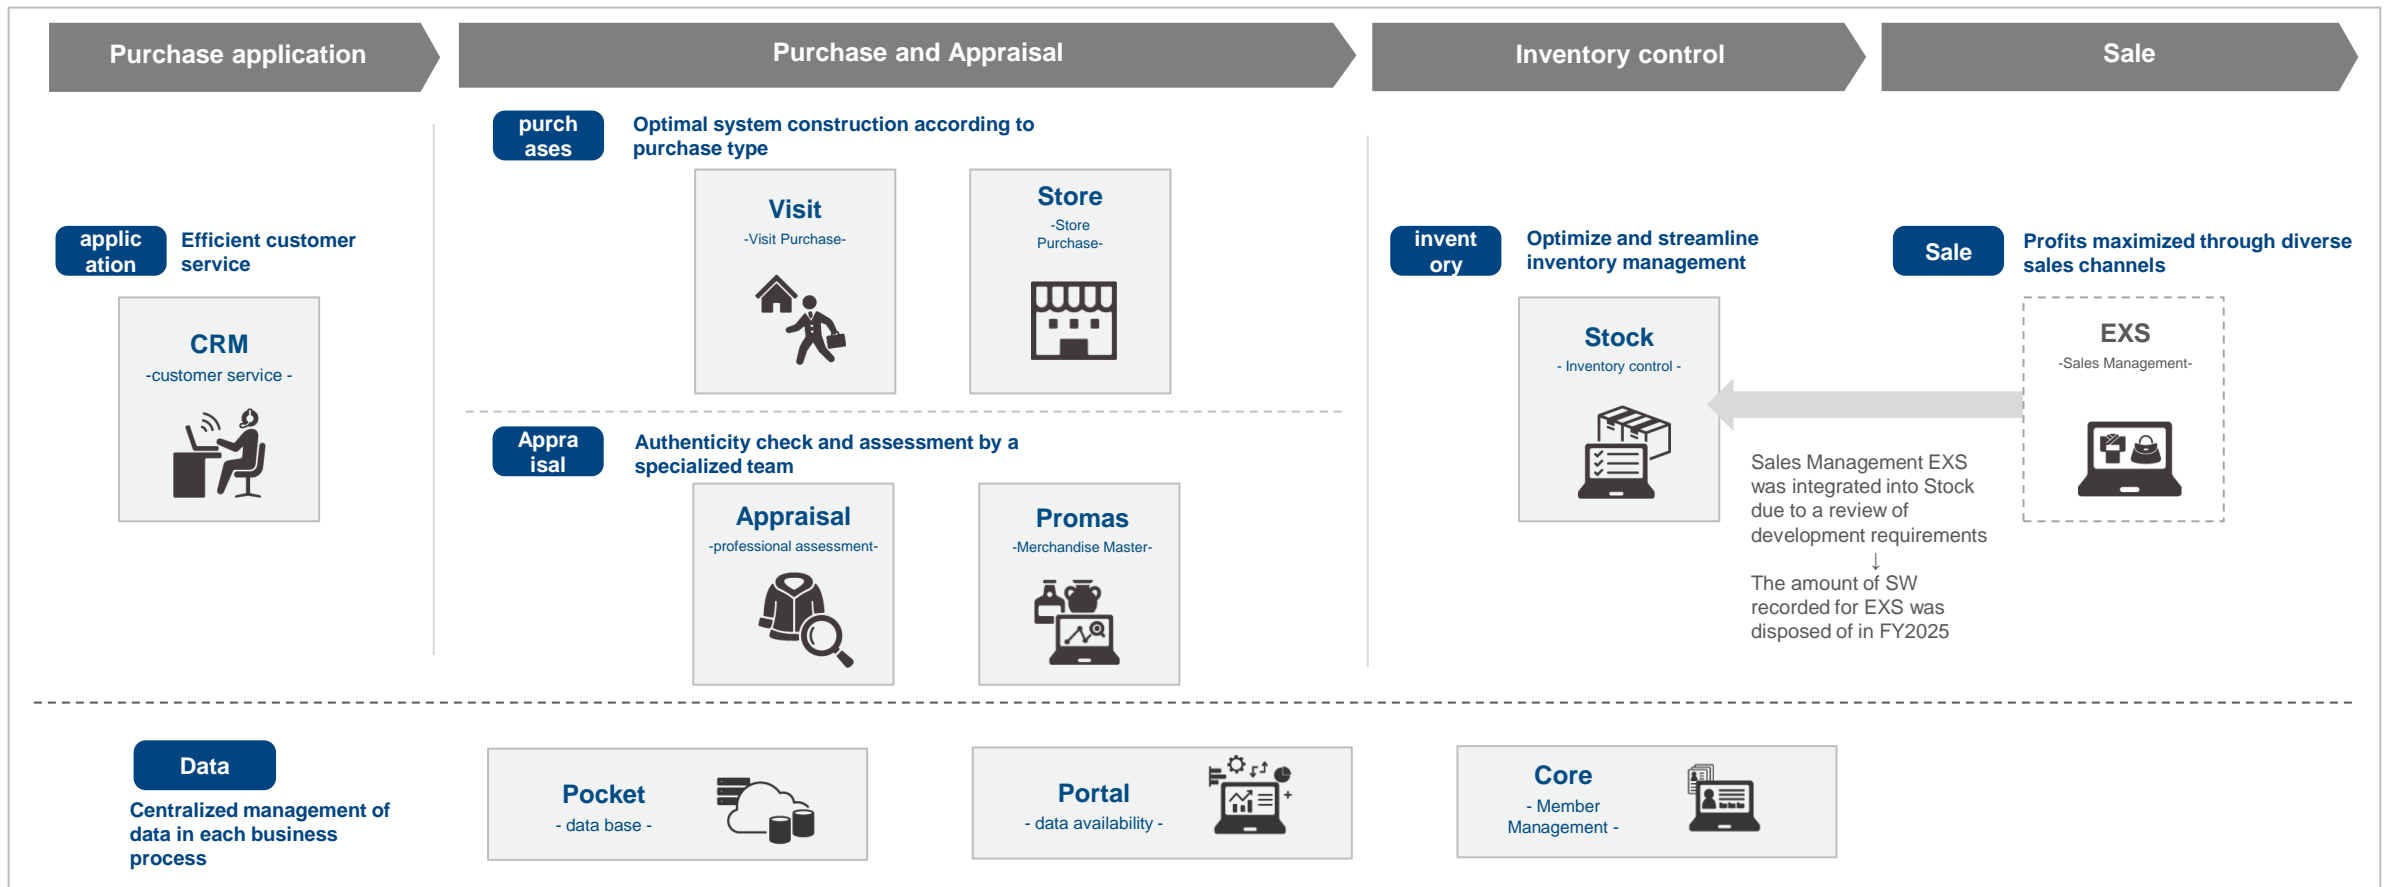 Purchase application
Purchase and Appraisal
Inventory control
Sale
applic
ation
Efficient customer
service
CRM
-customer service -
purch
ases
Optimal system construction according to
purchase type
Visit
-Visit Purchase-
Store
-Store
Purchase-
Appra
isal
Authenticity check and assessment by a
specialized team
Appraisal
-professional assessment-
Promas
-Merchandise Master-
invent
ory
Optimize and streamline
inventory management
Stock
- Inventory control -
Sale
Profits maximized through diverse
sales channels
EXS
-Sales Management-
Sales Management EXS
was integrated into Stock
due to a review of
development requirements
↓
The amount of SW
recorded for EXS was
disposed of in FY2025
Data
Centralized management of
data in each business
process
Pocket
- data base -
Portal
- data availability -
Core
- Member
Management -